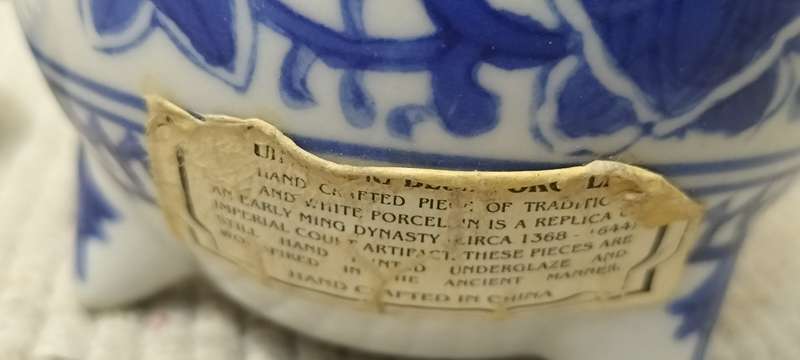 HAND CRAFTED PIECE OF TRADITIO
AND WHITE PORCELAIN IS A REPLICA O
AN EARLY MING DYNASTY (CIRCA 1368 - 1644)
IMPERIAL COURT ARTIFACT. THESE PIECES ARE
STILL HAND PAINTED UNDERGLAZE AND
WOOD FIRED IN THE ANCIENT MANNER.
HAND CRAFTED IN CHINA